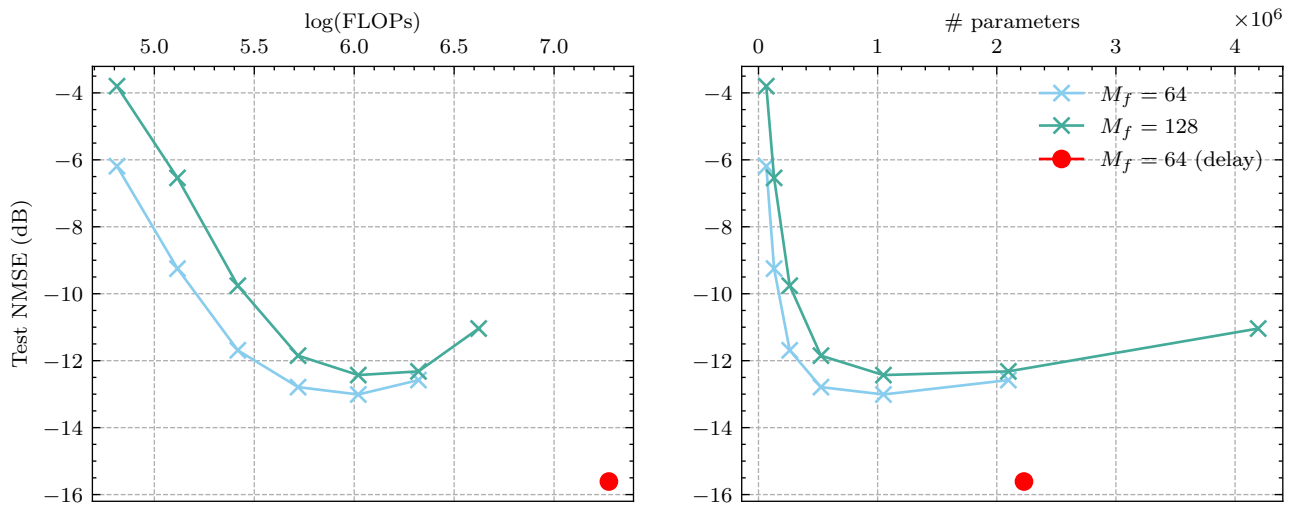 log(FLOPs)
5.0 5.5 6.0 6.5 7.0
Test NMSE (dB)
−4
−6
−8
−10
−12
−14
−16
# parameters
×10⁶
0 1 2 3 4
−4
−6
−8
−10
−12
−14
−16
M_f = 64
M_f = 128
M_f = 64 (delay)